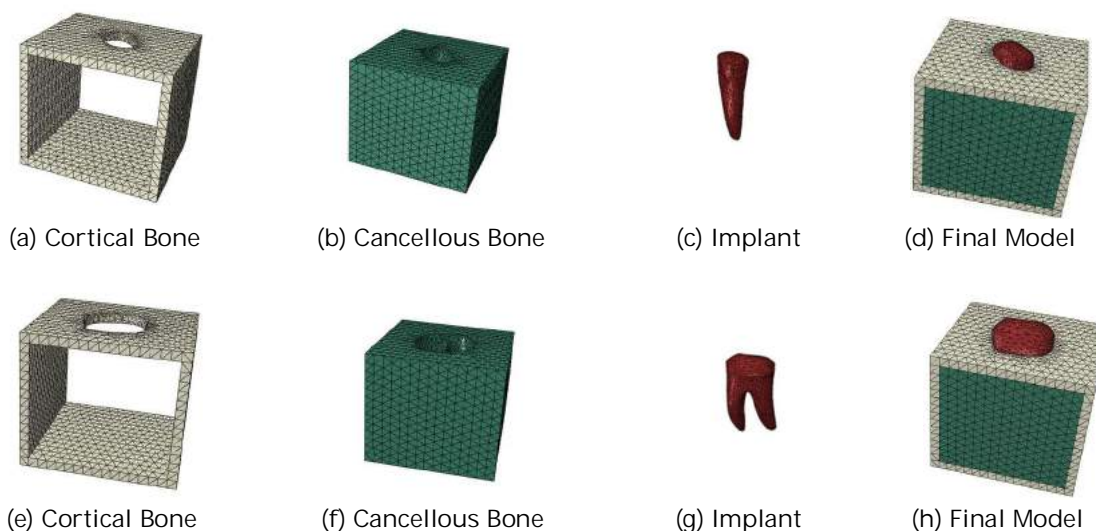 (a) Cortical Bone
(b) Cancellous Bone
(c) Implant
(d) Final Model
(e) Cortical Bone
(f) Cancellous Bone
(g) Implant
(h) Final Model